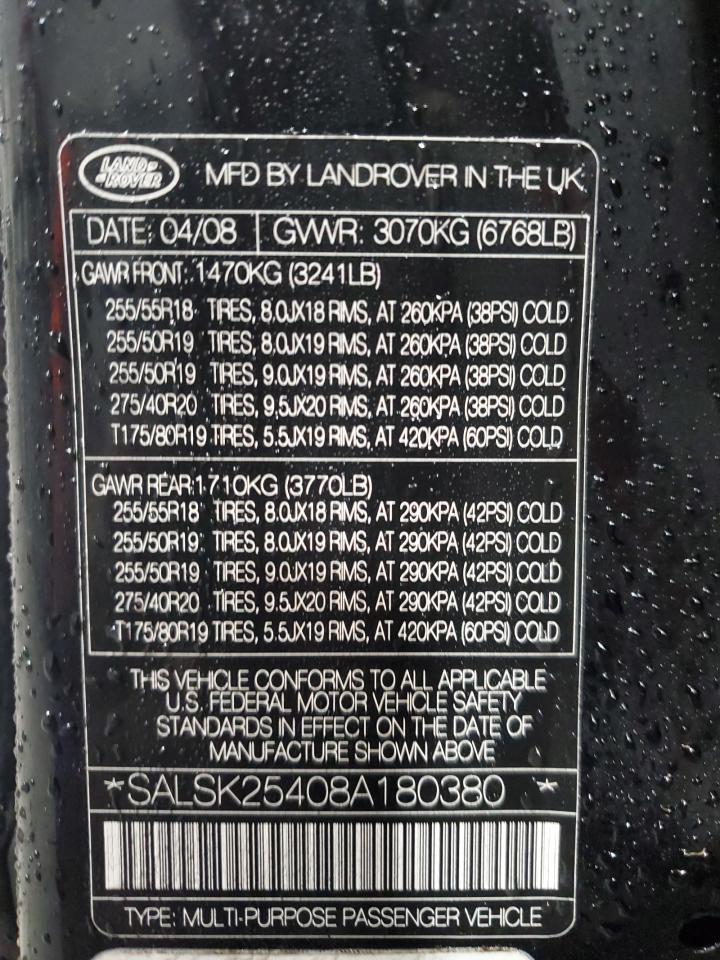 LAND-
-ROVER
MFD BY LANDROVER IN THE UK
DATE: 04/08 GVWR: 3070KG (6768LB)
GAWR FRONT: 1470KG (3241LB)
255/55R18 TIRES, 8.0JX18 RIMS, AT 260KPA (38PSI) COLD
255/50R19 TIRES, 8.0JX19 RIMS, AT 260KPA (38PSI) COLD
255/50R19 TIRES, 9.0JX19 RIMS, AT 260KPA (38PSI) COLD
275/40R20 TIRES, 9.5JX20 RIMS, AT 260KPA (38PSI) COLD
T175/80R19 TIRES, 5.5JX19 RIMS, AT 420KPA (60PSI) COLD
GAWR REAR: 1710KG (3770LB)
255/55R18 TIRES, 8.0JX18 RIMS, AT 290KPA (42PSI) COLD
255/50R19 TIRES, 8.0JX19 RIMS, AT 290KPA (42PSI) COLD
255/50R19 TIRES, 9.0JX19 RIMS, AT 290KPA (42PSI) COLD
275/40R20 TIRES, 9.5JX20 RIMS, AT 290KPA (42PSI) COLD
T175/80R19 TIRES, 5.5JX19 RIMS, AT 420KPA (60PSI) COLD
THIS VEHICLE CONFORMS TO ALL APPLICABLE
U.S. FEDERAL MOTOR VEHICLE SAFETY
STANDARDS IN EFFECT ON THE DATE OF
MANUFACTURE SHOWN ABOVE
*SALSK25408A180380 *
TYPE: MULTI-PURPOSE PASSENGER VEHICLE